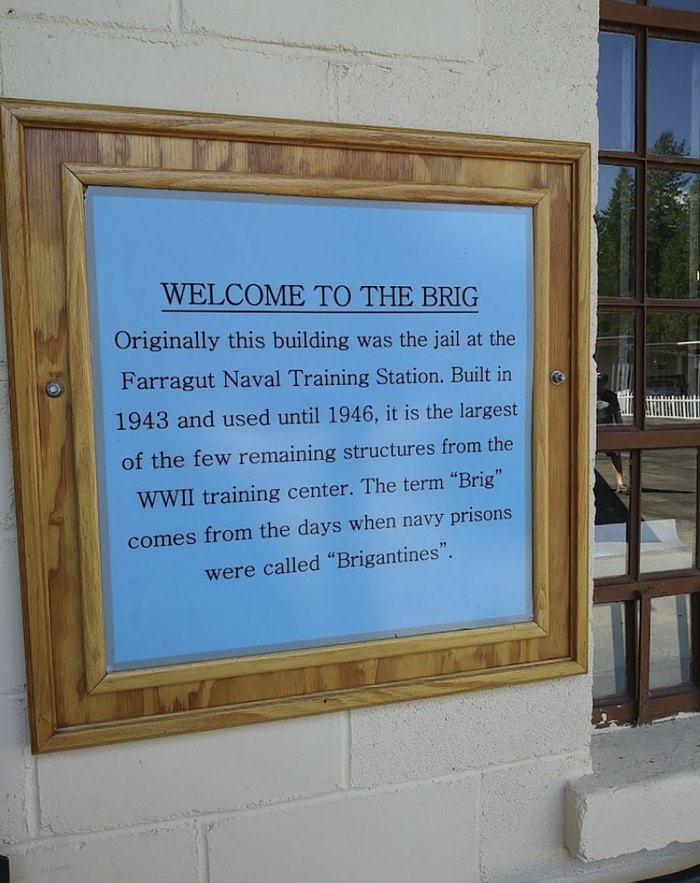 WELCOME TO THE BRIG
Originally this building was the jail at the
Farragut Naval Training Station. Built in
1943 and used until 1946, it is the largest
of the few remaining structures from the
WWII training center. The term “Brig”
comes from the days when navy prisons
were called “Brigantines”.